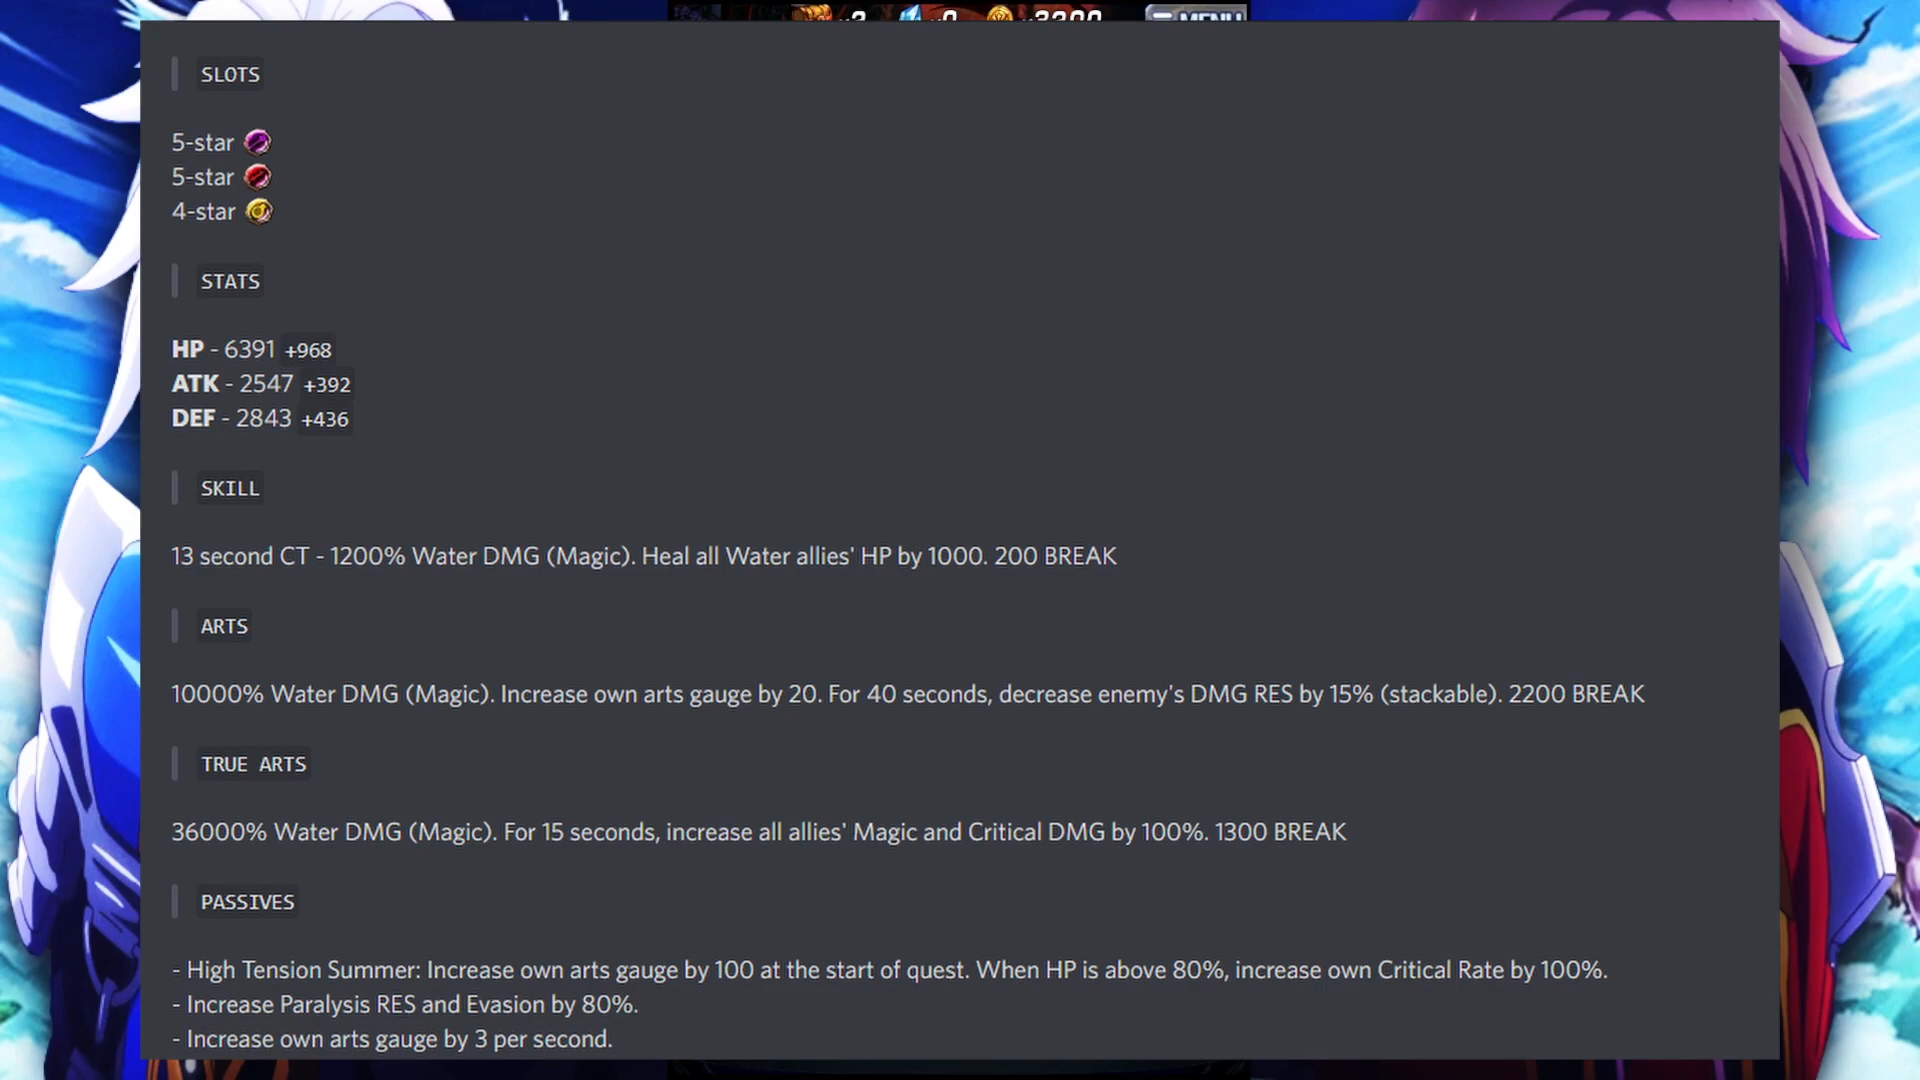 x2 x0 x3200 MENU
SLOTS
5-star
5-star
4-star
STATS
HP - 6391 +968
ATK - 2547 +392
DEF - 2843 +436
SKILL
13 second CT - 1200% Water DMG (Magic). Heal all Water allies' HP by 1000. 200 BREAK
ARTS
10000% Water DMG (Magic). Increase own arts gauge by 20. For 40 seconds, decrease enemy's DMG RES by 15% (stackable). 2200 BREAK
TRUE ARTS
36000% Water DMG (Magic). For 15 seconds, increase all allies' Magic and Critical DMG by 100%. 1300 BREAK
PASSIVES
- High Tension Summer: Increase own arts gauge by 100 at the start of quest. When HP is above 80%, increase own Critical Rate by 100%.
- Increase Paralysis RES and Evasion by 80%.
- Increase own arts gauge by 3 per second.